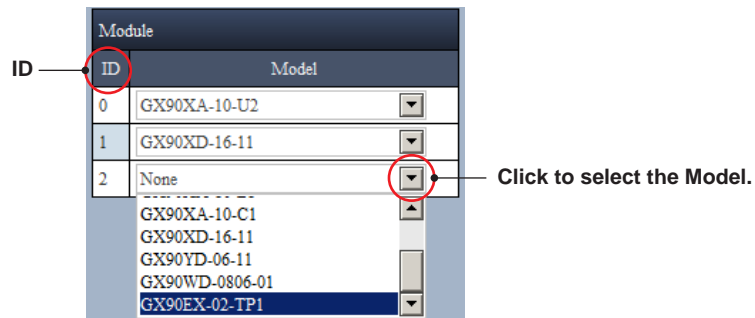 Module
ID
ID Model
0 GX90XA-10-U2
1 GX90XD-16-11
2 None
Click to select the Model.
GX90XA-10-C1
GX90XD-16-11
GX90YD-06-11
GX90WD-0806-01
GX90EX-02-TP1